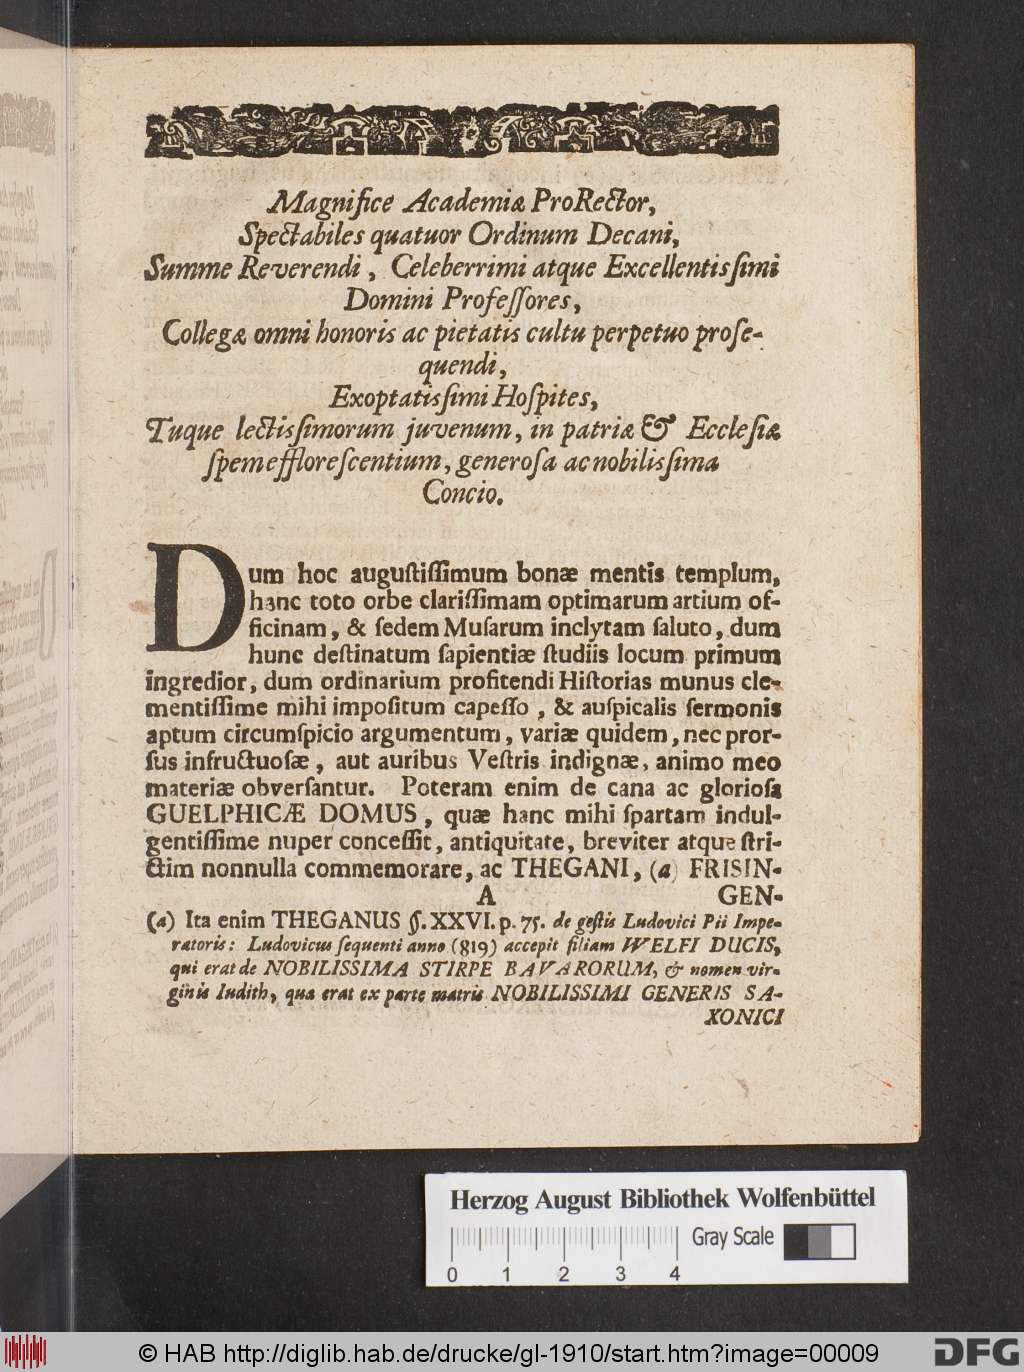 Magnifice Academiæ ProRector,
Spectabiles quatuor Ordinum Decani,
Summe Reverendi, Celeberrimi atque Excellentisſimi
Domini Profeſſores,
Collegæ omni honoris ac pietatis cultu perpetuo proſe-
quendi,
Exoptatisſimi Hoſpites,
Tuque lectisſimorum juvenum, in patriæ & Eccleſiæ
ſpem effloreſcentium, generoſa ac nobilisſima
Concio.
Dum hoc auguſtiſſimum bonæ mentis templum,
hanc toto orbe clariſſimam optimarum artium of-
ficinam, & ſedem Muſarum inclytam ſaluto, dum
hunc deſtinatum ſapientiæ ſtudiis locum primum
ingredior, dum ordinarium profitendi Hiſtorias munus cle-
mentiſſime mihi impoſitum capeſſo, & auſpicalis ſermonis
aptum circumſpicio argumentum, variæ quidem, nec pror-
ſus infructuoſæ, aut auribus Veſtris indignæ, animo meo
materiæ obverſantur. Poteram enim de cana ac glorioſa
GUELPHICÆ DOMUS, quæ hanc mihi ſpartam indul-
gentiſſime nuper conceſſit, antiquitate, breviter atque ſtri-
ctim nonnulla commemorare, ac THEGANI, (a) FRISIN-
A GEN-
(a) Ita enim THEGANUS §. XXVI. p. 75. de geſtis Ludovici Pii Impe-
ratoris: Ludovicus ſequenti anno (819) accepit filiam WELFI DUCIS,
qui erat de NOBILISSIMA STIRPE BAVARORUM, & nomen vir-
ginis Iudith, quæ erat ex parte matris NOBILISSIMI GENERIS SA-
XONICI
Herzog August Bibliothek Wolfenbüttel
Gray Scale
0 1 2 3 4
© HAB http://diglib.hab.de/drucke/gl-1910/start.htm?image=00009
DFG